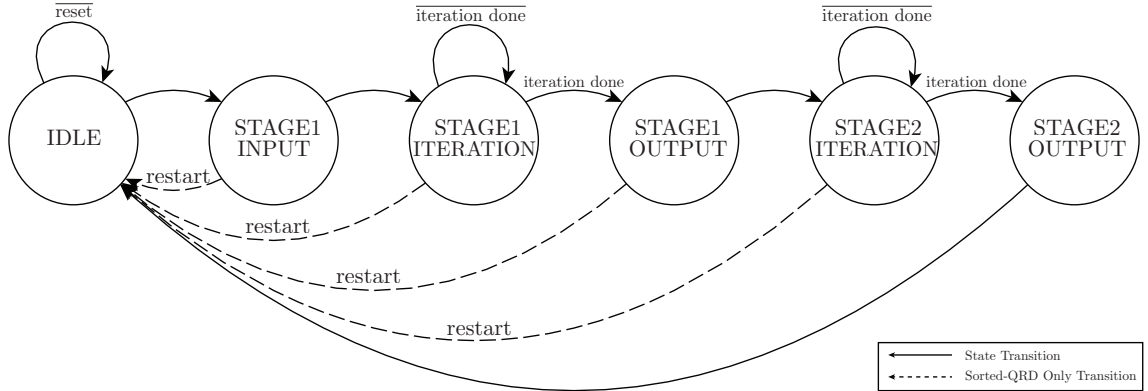 reset
iteration done
iteration done
iteration done
iteration done
IDLE
STAGE1
INPUT
STAGE1
ITERATION
STAGE1
OUTPUT
STAGE2
ITERATION
STAGE2
OUTPUT
restart
restart
restart
restart
State Transition
Sorted-QRD Only Transition